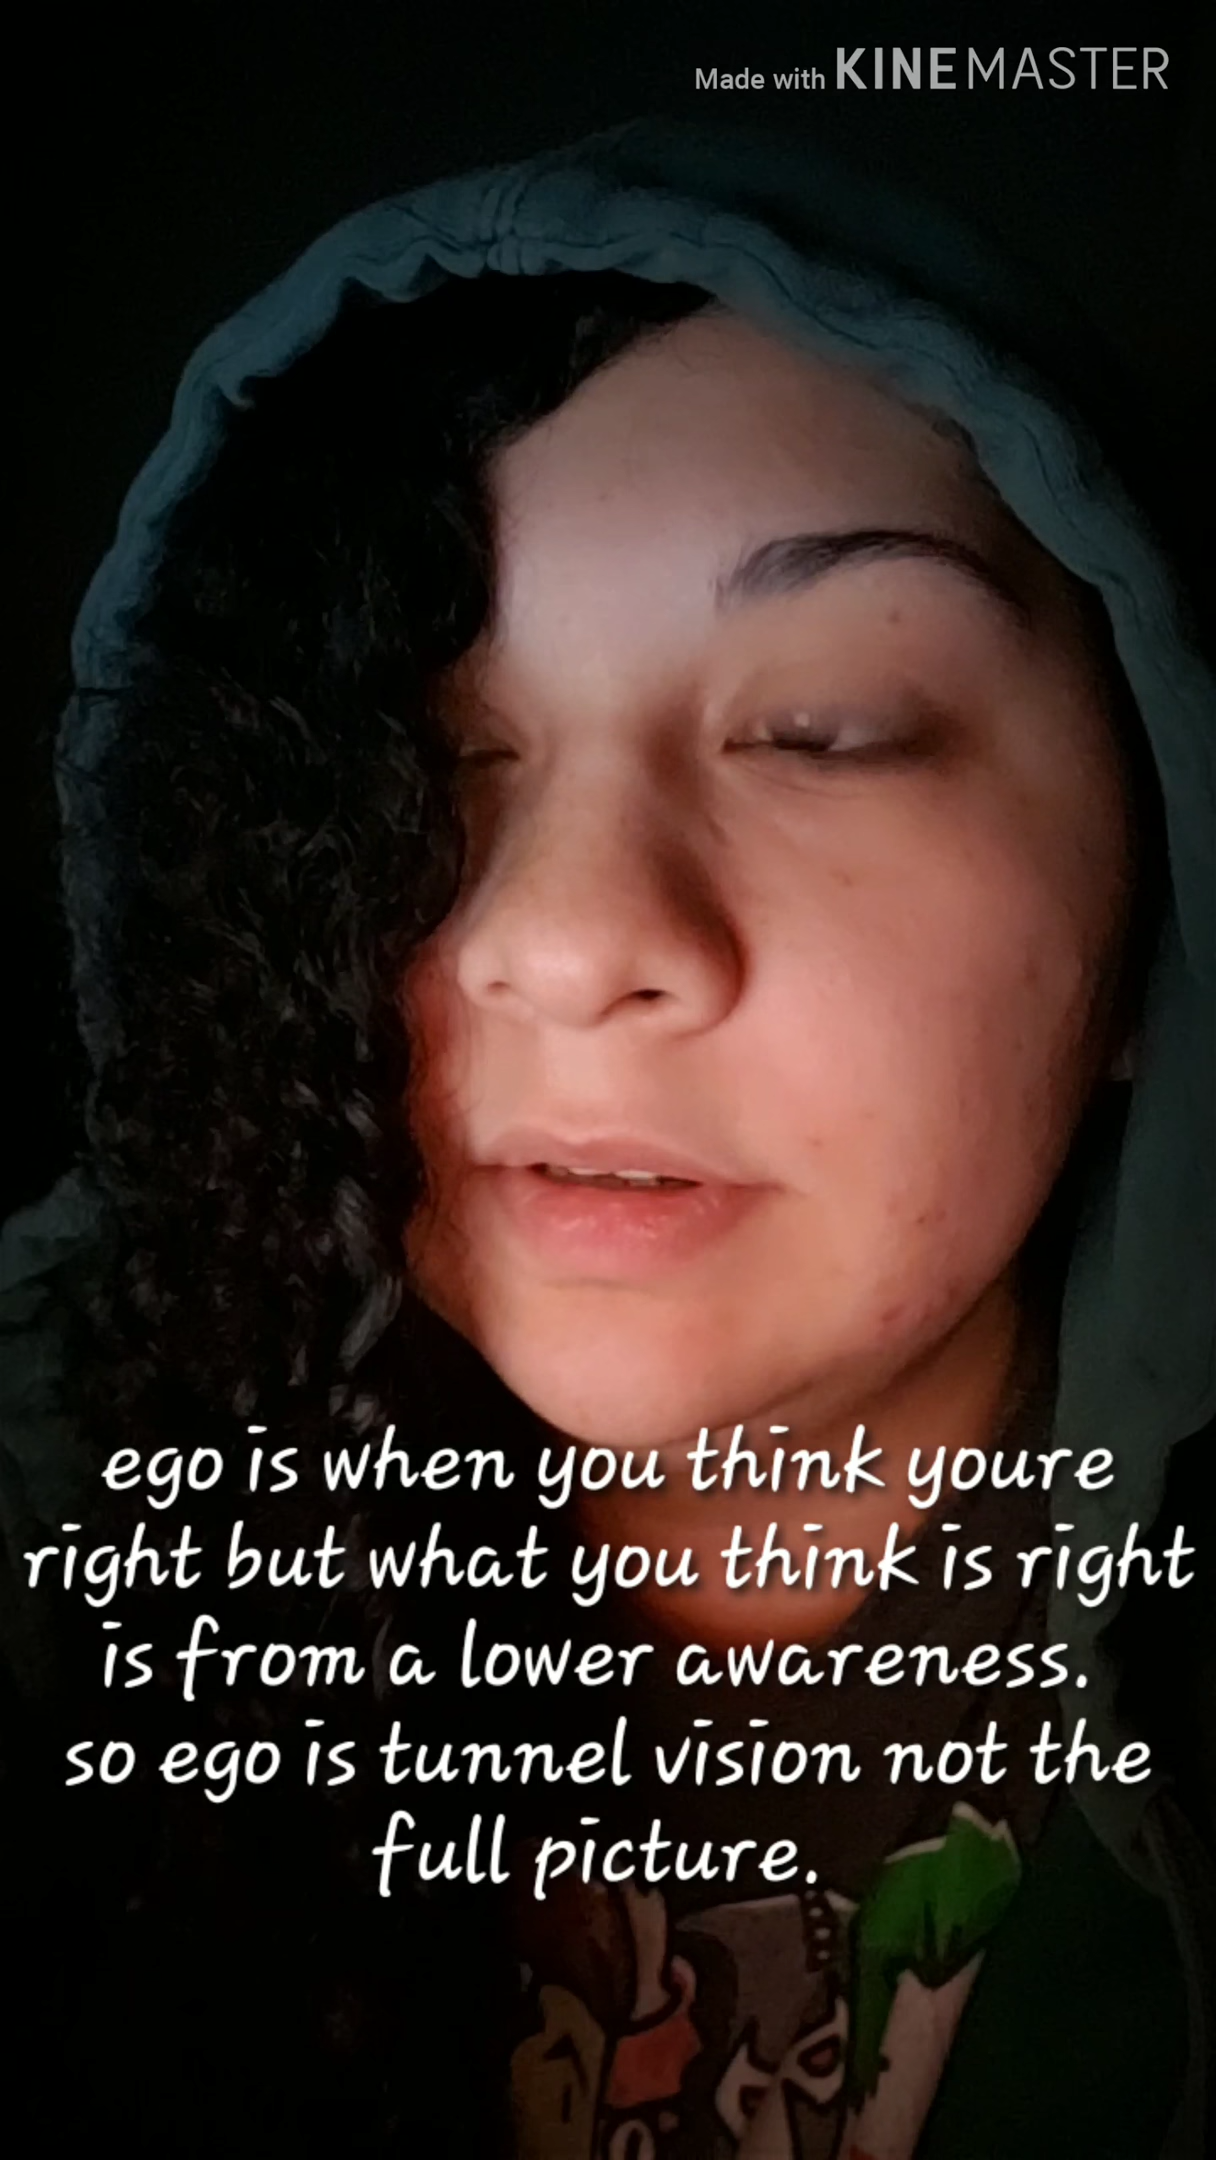 Made with KINEMASTER
ego is when you think youre
right but what you think is right
is from a lower awareness.
so ego is tunnel vision not the
full picture.